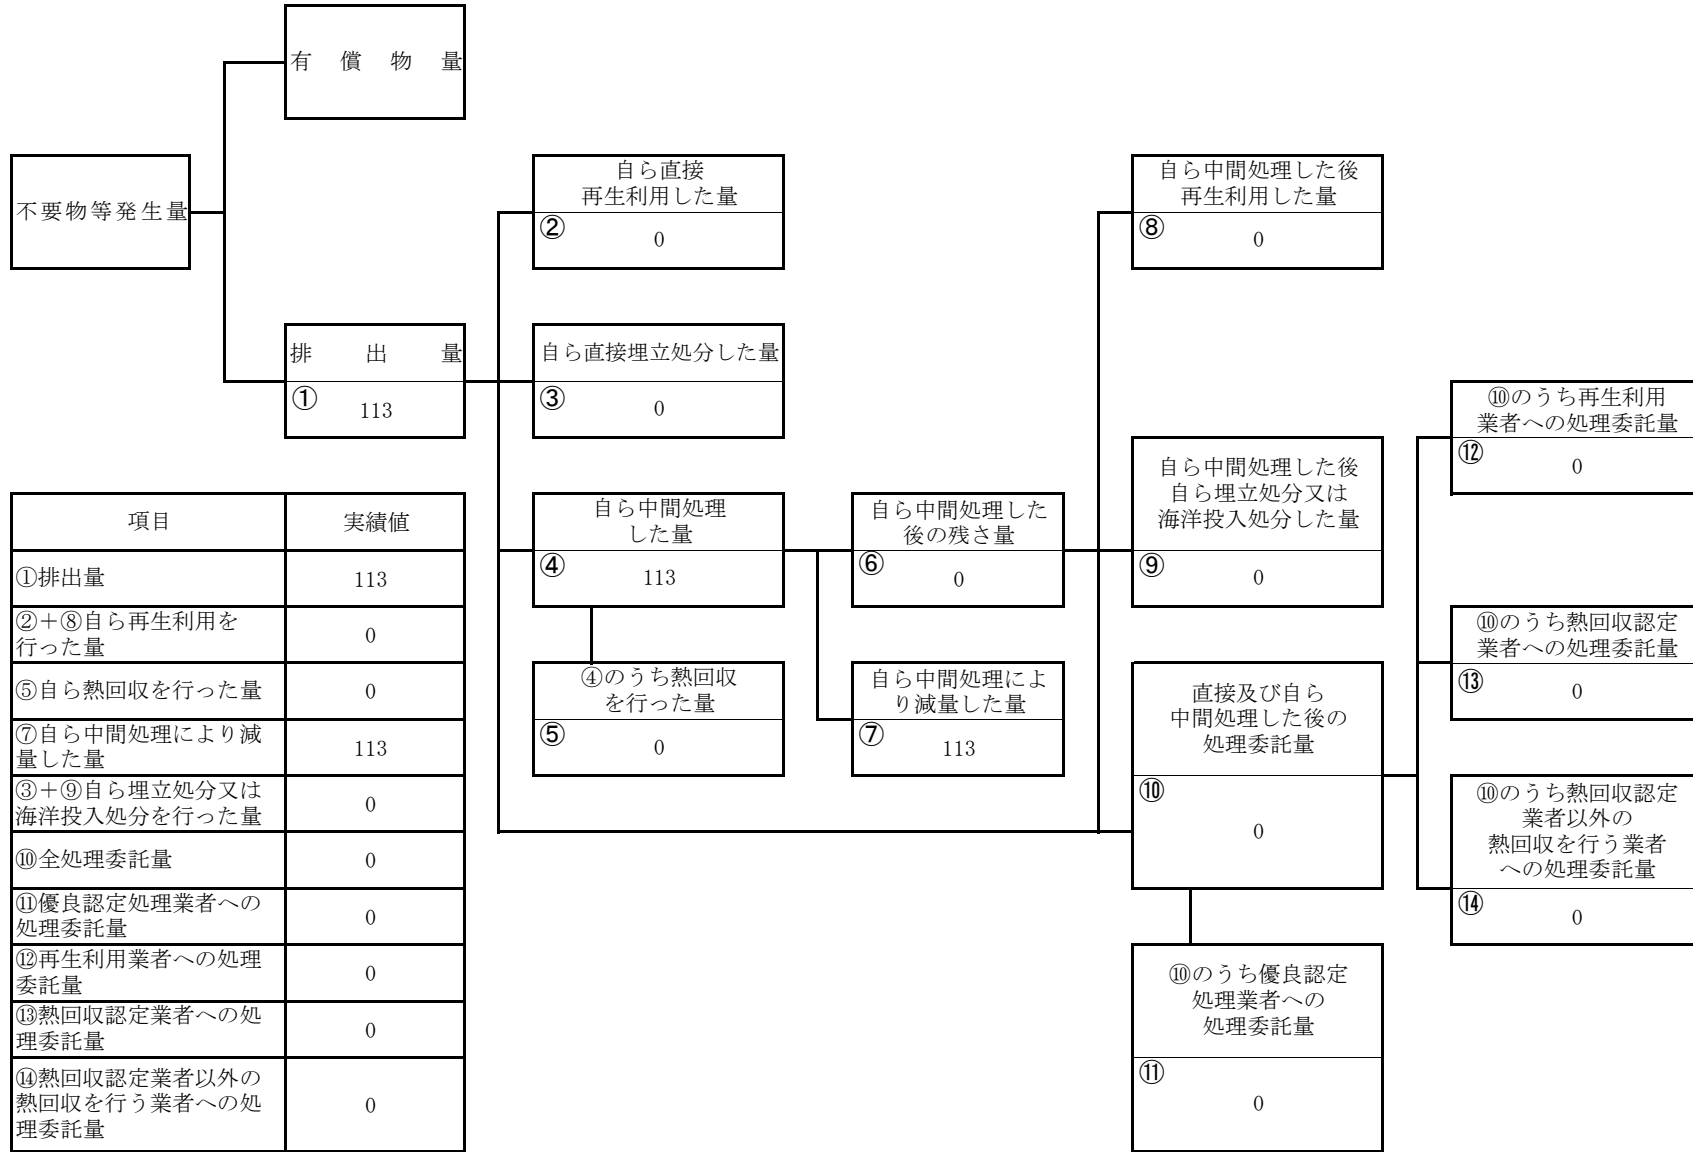 有償物量
不要物等発生量
自ら直接
再生利用した量
②
0
自ら中間処理した後
再生利用した量
⑧
0
排出量
①
113
自ら直接埋立処分した量
③
0
⑩のうち再生利用
業者への処理委託量
⑫
0
自ら中間処理
した量
④
113
自ら中間処理した
後の残さ量
⑥
0
自ら中間処理した後
自ら埋立処分又は
海洋投入処分した量
⑨
0
④のうち熱回収
を行った量
⑤
0
自ら中間処理によ
り減量した量
⑦
113
直接及び自ら
中間処理した後の
処理委託量
⑩
0
⑩のうち熱回収認定
業者への処理委託量
⑬
0
⑩のうち熱回収認定
業者以外の
熱回収を行う業者
への処理委託量
⑭
0
⑩のうち優良認定
処理業者への
処理委託量
⑪
0
項目
実績値
①排出量
113
②＋⑧自ら再生利用を
行った量
0
⑤自ら熱回収を行った量
0
⑦自ら中間処理により減
量した量
113
③＋⑨自ら埋立処分又は
海洋投入処分を行った量
0
⑩全処理委託量
0
⑪優良認定処理業者への
処理委託量
0
⑫再生利用業者への処理
委託量
0
⑬熱回収認定業者への処
理委託量
0
⑭熱回収認定業者以外の
熱回収を行う業者への処
理委託量
0